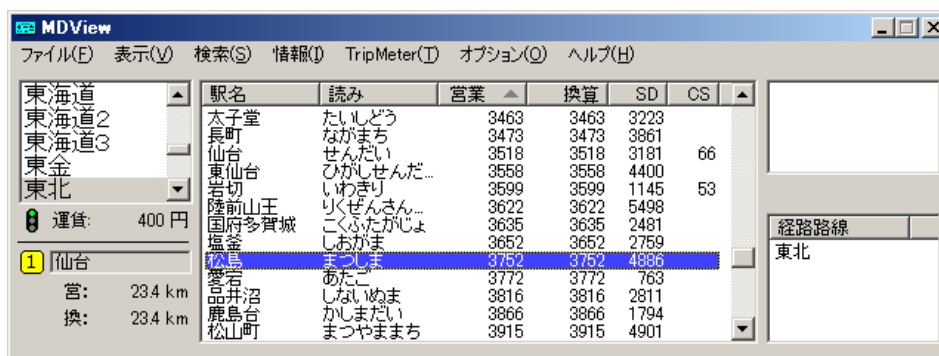 MDView
ファイル(F) 表示(V) 検索(S) 情報(I) TripMeter(T) オプション(O) ヘルプ(H)
東海道
東海道2
東海道3
東金
東北
運賃: 400 円
1 仙台
営: 23.4 km
換: 23.4 km
駅名 読み 営業 換算 SD CS
太子堂 たいしどう 3463 3463 3223
長町 ながまち 3473 3473 3861
仙台 せんだい 3518 3518 3181 66
東仙台 ひがしせんだ... 3558 3558 4400
岩切 いわきり 3599 3599 1145 53
陸前山王 りくぜんさん... 3622 3622 5498
国府多賀城 こくふたがじょ 3635 3635 2481
塩釜 しおがま 3652 3652 2759
松島 まつしま 3752 3752 4886
愛宕 あたご 3772 3772 763
品井沼 しないぬま 3816 3816 2811
鹿島台 かしまだい 3866 3866 1794
松山町 まつやままち 3915 3915 4901
経路路線
東北